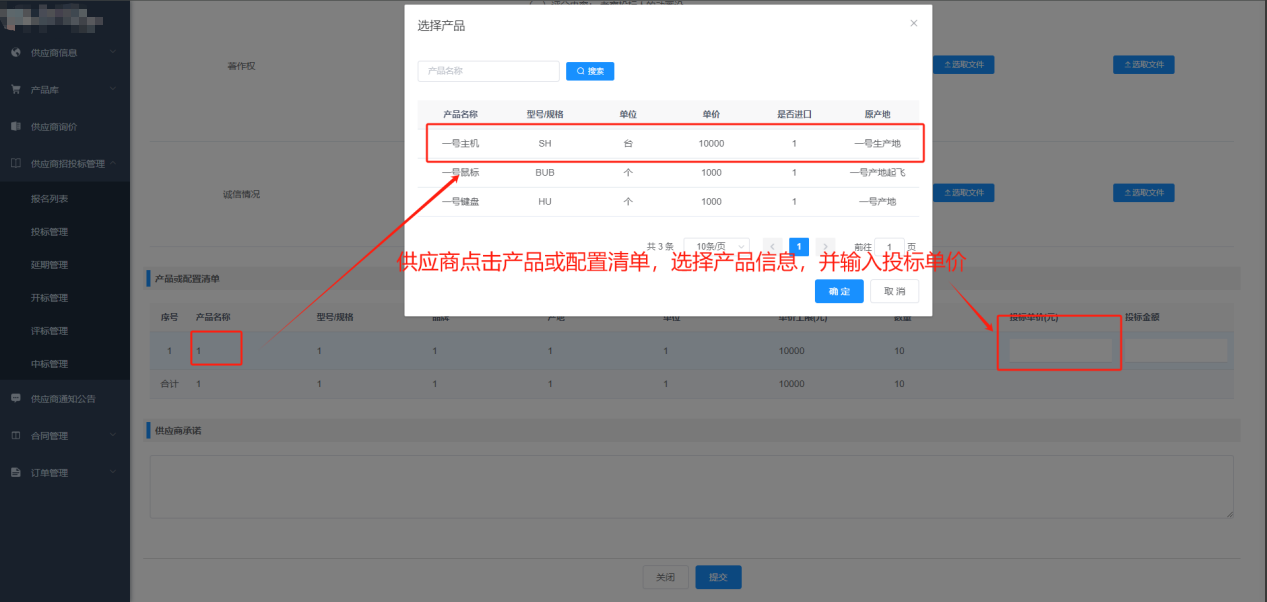 选择产品
供应商信息
产品库
供应商询价
供应商招投标管理
报名列表
投标管理
延期管理
开标管理
评标管理
中标管理
供应商通知公告
合同管理
订单管理
著作权
选取文件
选取文件
诚信情况
选取文件
选取文件
产品名称
搜索
产品名称 型号/规格 单位 单价 是否进口 原产地
一号主机 SH 台 10000 1 一号生产地
一号鼠标 BUB 个 1000 1 一号产地起飞
一号键盘 HU 个 1000 1 一号产地
共 3 条 10条/页 1 前往 1 页
供应商点击产品或配置清单，选择产品信息，并输入投标单价
确 定 取 消
产品或配置清单
序号 产品名称 型号/规格 品牌 产地 单位 单价上限(元) 数量 投标单价(元) 投标金额
1 1 1 1 1 1 10000 10
合计 1 1 1 1 1 10000 10
供应商承诺
关闭 提交